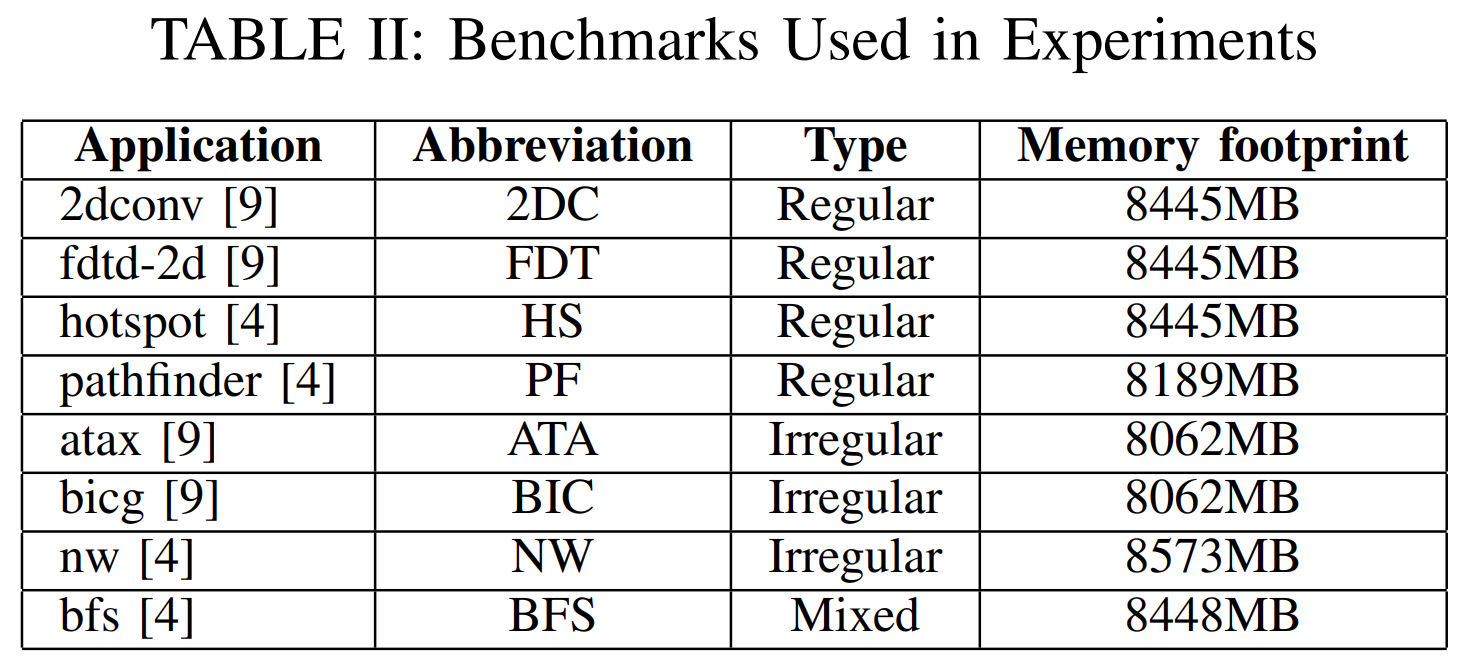 TABLE II: Benchmarks Used in Experiments
Application Abbreviation Type Memory footprint
2dconv [9] 2DC Regular 8445MB
fdtd-2d [9] FDT Regular 8445MB
hotspot [4] HS Regular 8445MB
pathfinder [4] PF Regular 8189MB
atax [9] ATA Irregular 8062MB
bicg [9] BIC Irregular 8062MB
nw [4] NW Irregular 8573MB
bfs [4] BFS Mixed 8448MB